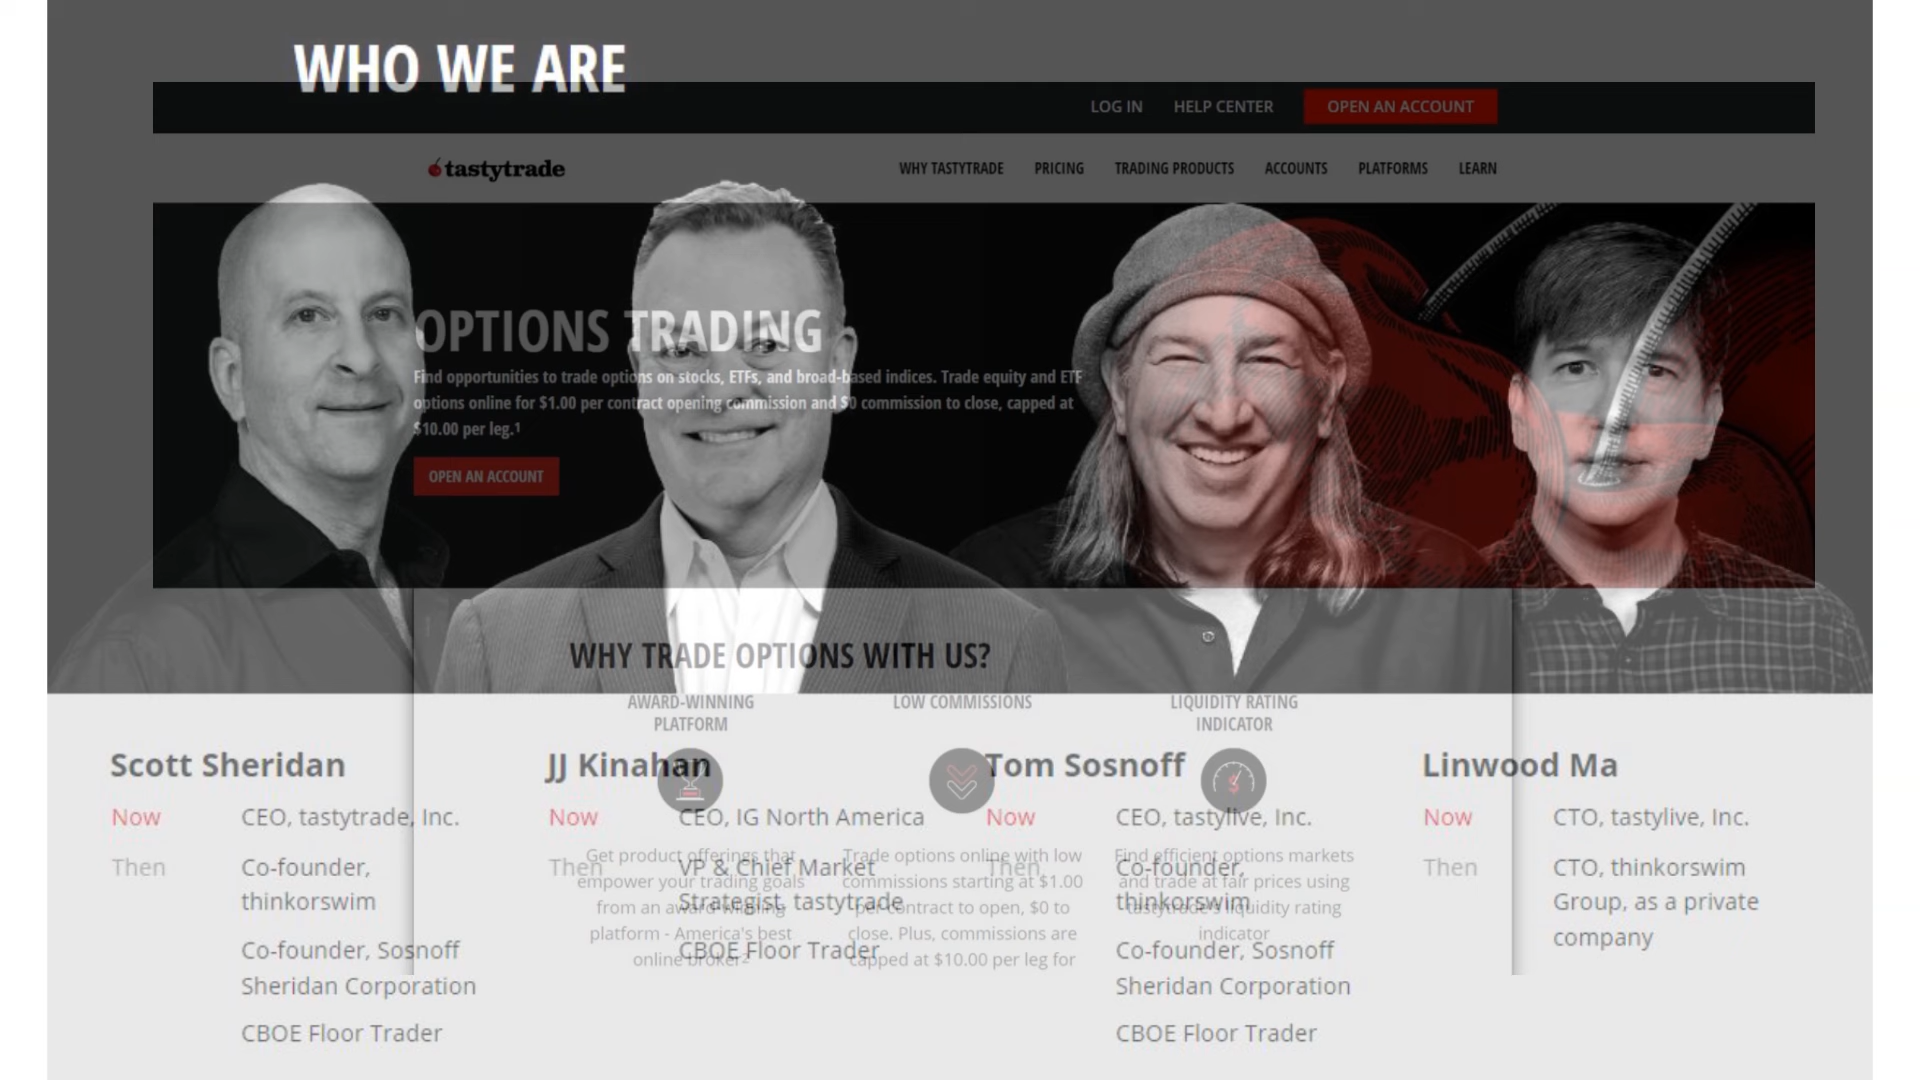 WHO WE ARE
LOG IN HELP CENTER OPEN AN ACCOUNT
tastytrade WHY TASTYTRADE PRICING TRADING PRODUCTS ACCOUNTS PLATFORMS LEARN
OPTIONS TRADING
Find opportunities to trade options on stocks, ETFs, and broad-based indices. Trade equity and ETF
options online for $1.00 per contract opening commission and $0 commission to close, capped at
$10.00 per leg.1
OPEN AN ACCOUNT
WHY TRADE OPTIONS WITH US?
AWARD-WINNING
PLATFORM
Get product offerings that
empower your trading goals
from an award-winning
platform - America's best
online broker2
LOW COMMISSIONS
Trade options online with low
commissions starting at $1.00
per contract to open, $0 to
close. Plus, commissions are
capped at $10.00 per leg for
LIQUIDITY RATING
INDICATOR
Find efficient options markets
and trade at fair prices using
tastytrade's liquidity rating
indicator
Scott Sheridan
Now CEO, tastytrade, Inc.
Then Co-founder,
thinkorswim
Co-founder, Sosnoff
Sheridan Corporation
CBOE Floor Trader
JJ Kinahan
Now CEO, IG North America
Then VP & Chief Market
Strategist, tastytrade
CBOE Floor Trader
Tom Sosnoff
Now CEO, tastylive, Inc.
Then Co-founder,
thinkorswim
Co-founder, Sosnoff
Sheridan Corporation
CBOE Floor Trader
Linwood Ma
Now CTO, tastylive, Inc.
Then CTO, thinkorswim
Group, as a private
company